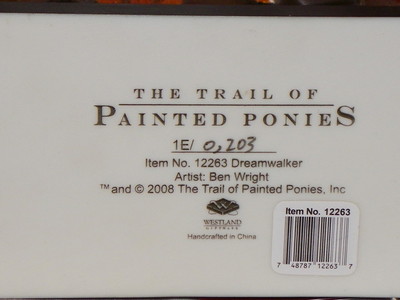 THE TRAIL OF
PAINTED PONIES
1E/ 0,203
Item No. 12263 Dreamwalker
Artist: Ben Wright
™ and © 2008 The Trail of Painted Ponies, Inc
WESTLAND
GIFTWARE
Handcrafted in China
Item No. 12263
7 48787 12263 7